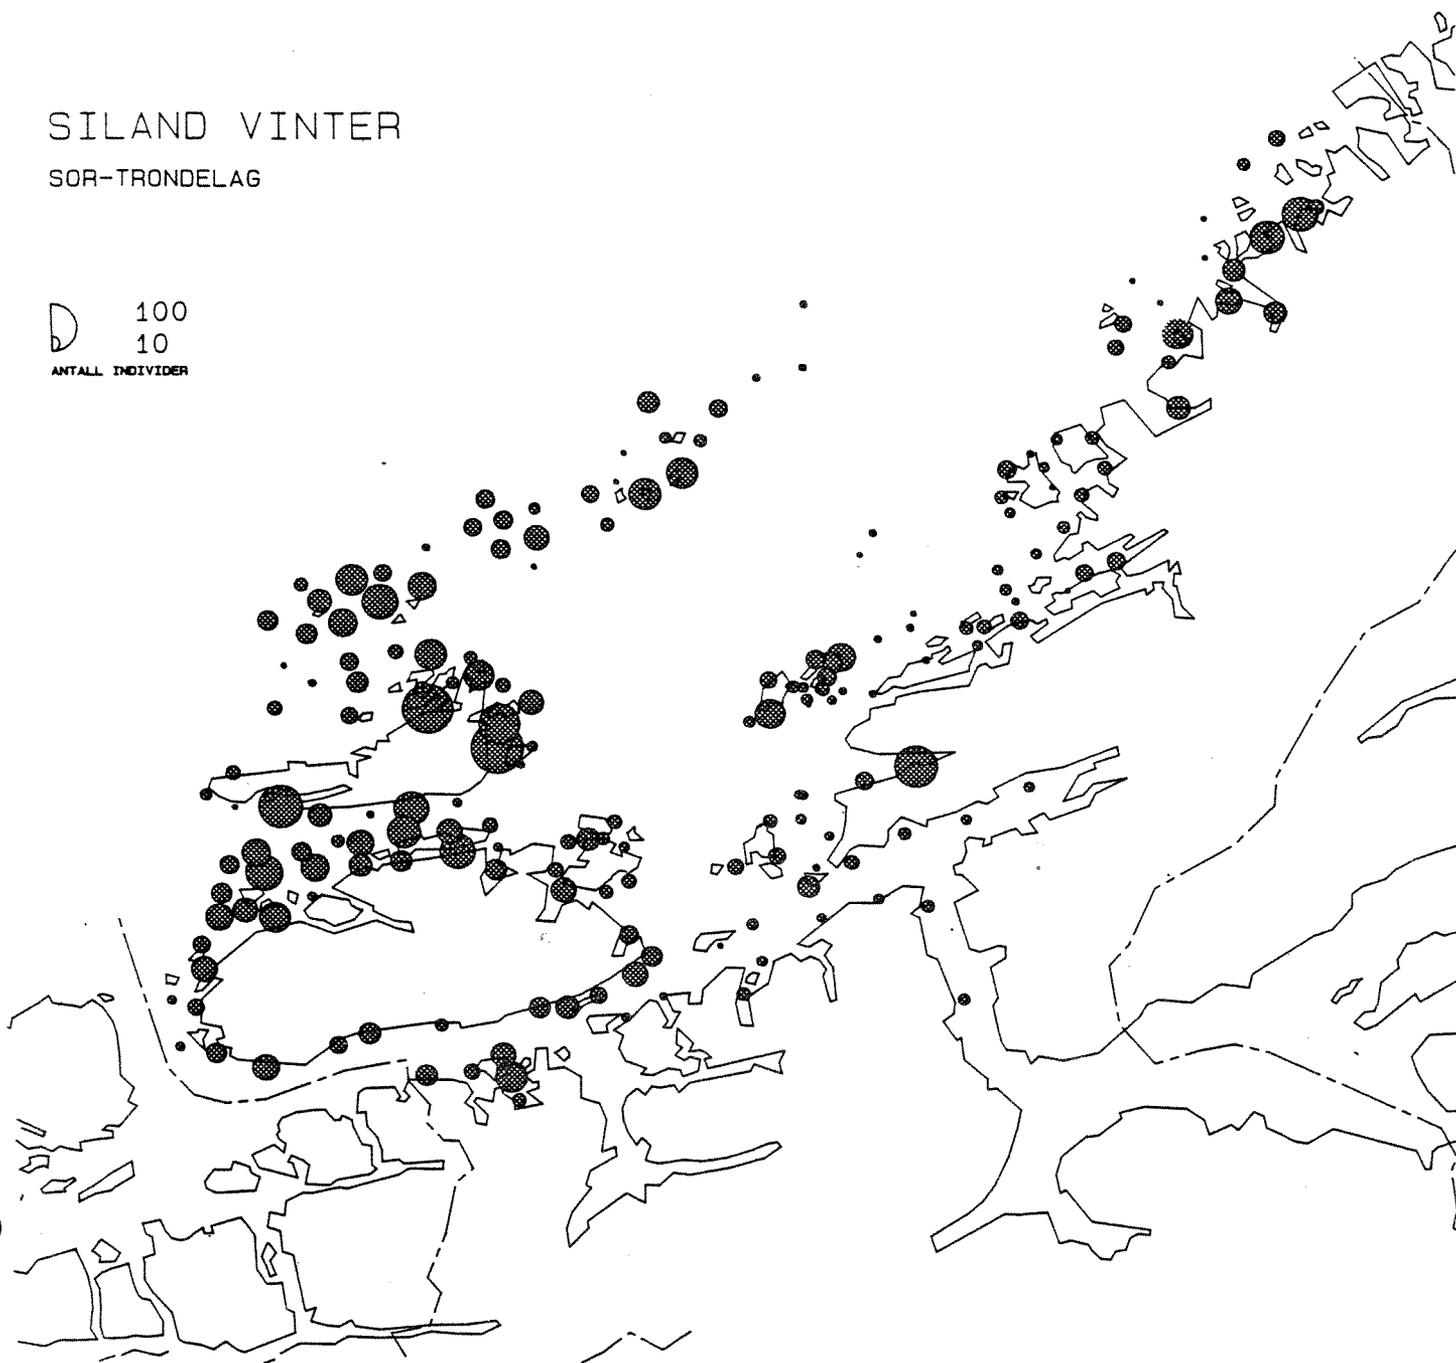 SILAND VINTER
SOR-TRONDELAG
100
10
ANTALL INDIVIDER